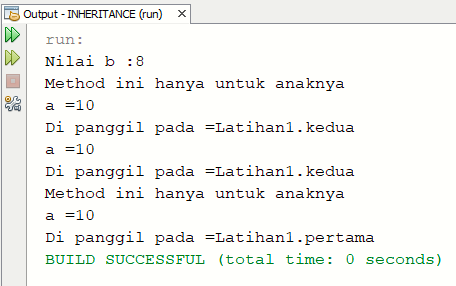 Output - INHERITANCE (run)
run:
Nilai b :8
Method ini hanya untuk anaknya
a =10
Di panggil pada =Latihan1.kedua
a =10
Di panggil pada =Latihan1.kedua
Method ini hanya untuk anaknya
a =10
Di panggil pada =Latihan1.pertama
BUILD SUCCESSFUL (total time: 0 seconds)